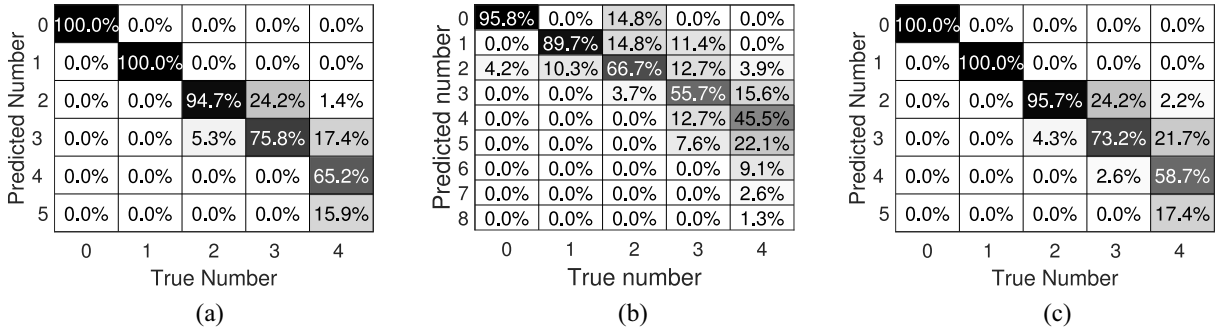 Predicted Number
0 100.0% 0.0% 0.0% 0.0% 0.0%
1 0.0% 100.0% 0.0% 0.0% 0.0%
2 0.0% 0.0% 94.7% 24.2% 1.4%
3 0.0% 0.0% 5.3% 75.8% 17.4%
4 0.0% 0.0% 0.0% 0.0% 65.2%
5 0.0% 0.0% 0.0% 0.0% 15.9%
0 1 2 3 4
True Number
(a)
Predicted number
0 95.8% 0.0% 14.8% 0.0% 0.0%
1 0.0% 89.7% 14.8% 11.4% 0.0%
2 4.2% 10.3% 66.7% 12.7% 3.9%
3 0.0% 0.0% 3.7% 55.7% 15.6%
4 0.0% 0.0% 0.0% 12.7% 45.5%
5 0.0% 0.0% 0.0% 7.6% 22.1%
6 0.0% 0.0% 0.0% 0.0% 9.1%
7 0.0% 0.0% 0.0% 0.0% 2.6%
8 0.0% 0.0% 0.0% 0.0% 1.3%
0 1 2 3 4
True number
(b)
Predicted Number
0 100.0% 0.0% 0.0% 0.0% 0.0%
1 0.0% 100.0% 0.0% 0.0% 0.0%
2 0.0% 0.0% 95.7% 24.2% 2.2%
3 0.0% 0.0% 4.3% 73.2% 21.7%
4 0.0% 0.0% 0.0% 2.6% 58.7%
5 0.0% 0.0% 0.0% 0.0% 17.4%
0 1 2 3 4
True Number
(c)